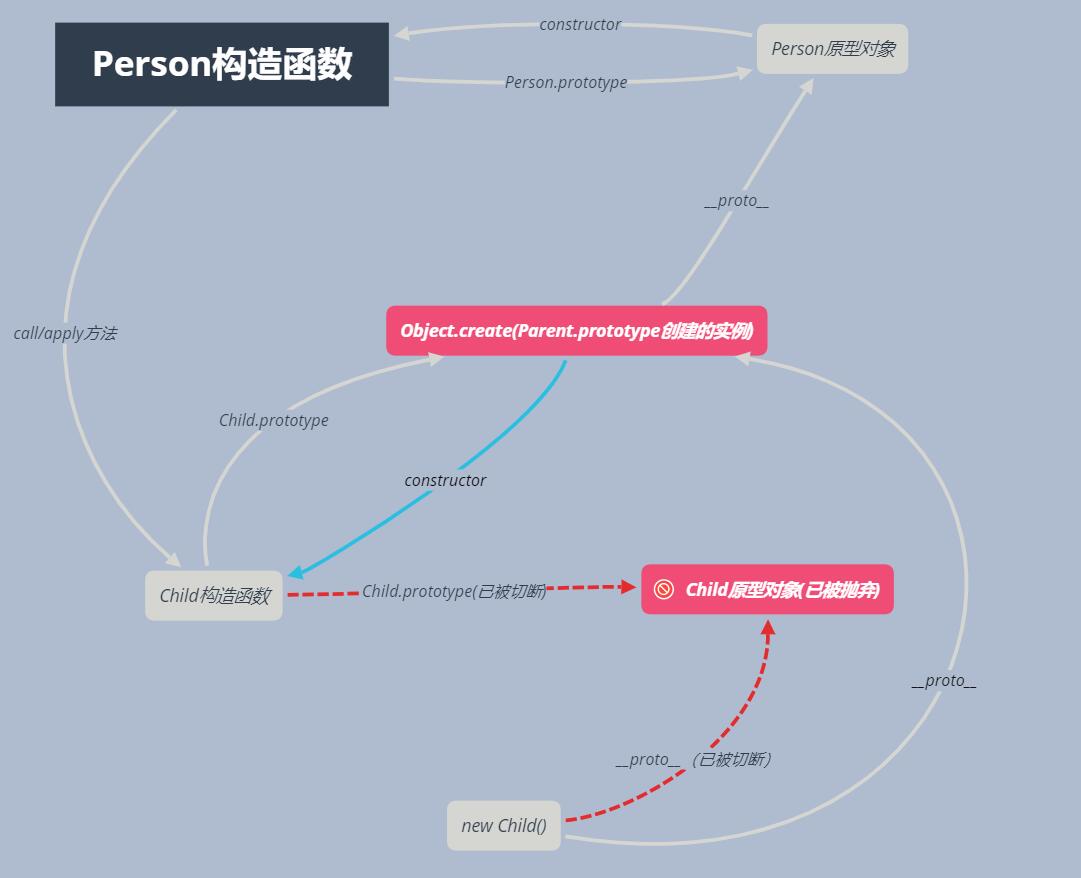 constructor
Person构造函数
Person原型对象
Person.prototype
__proto__
Object.create(Parent.prototype创建的实例)
call/apply方法
Child.prototype
constructor
Child构造函数
Child.prototype(已被切断)
Child原型对象(已被抛弃)
__proto__
__proto__（已被切断）
new Child()